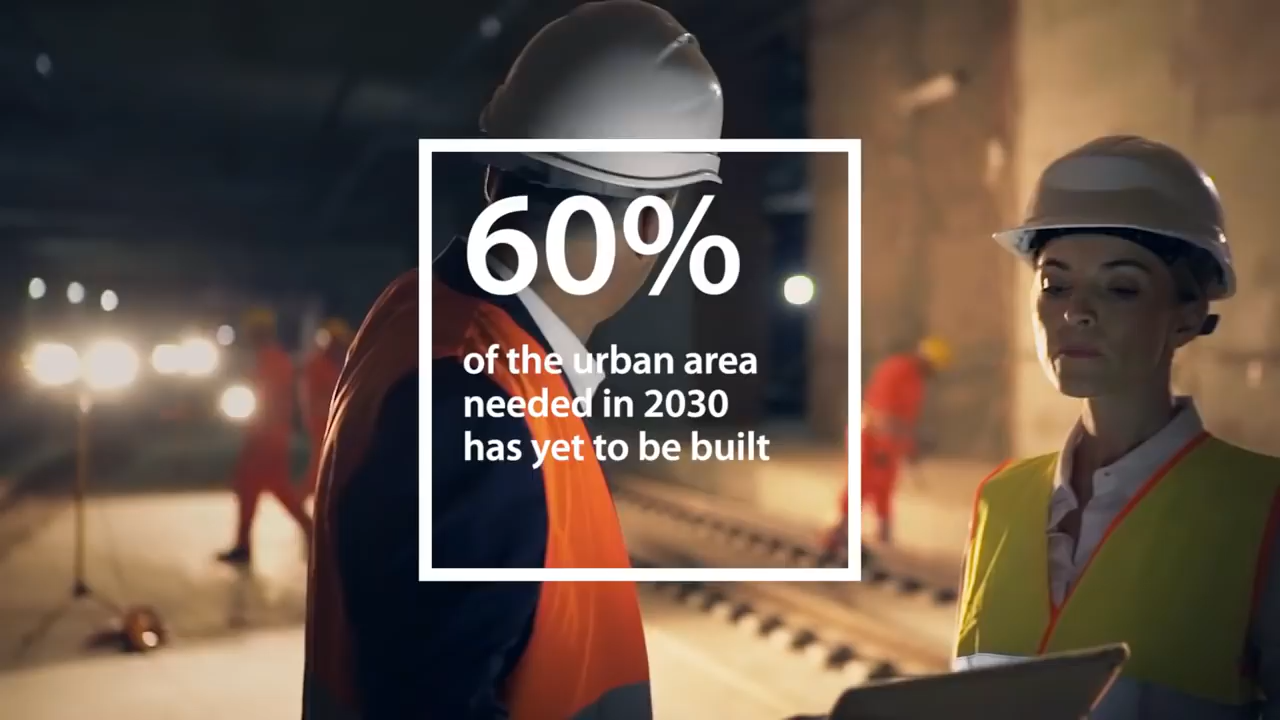 60%
of the urban area
needed in 2030
has yet to be built